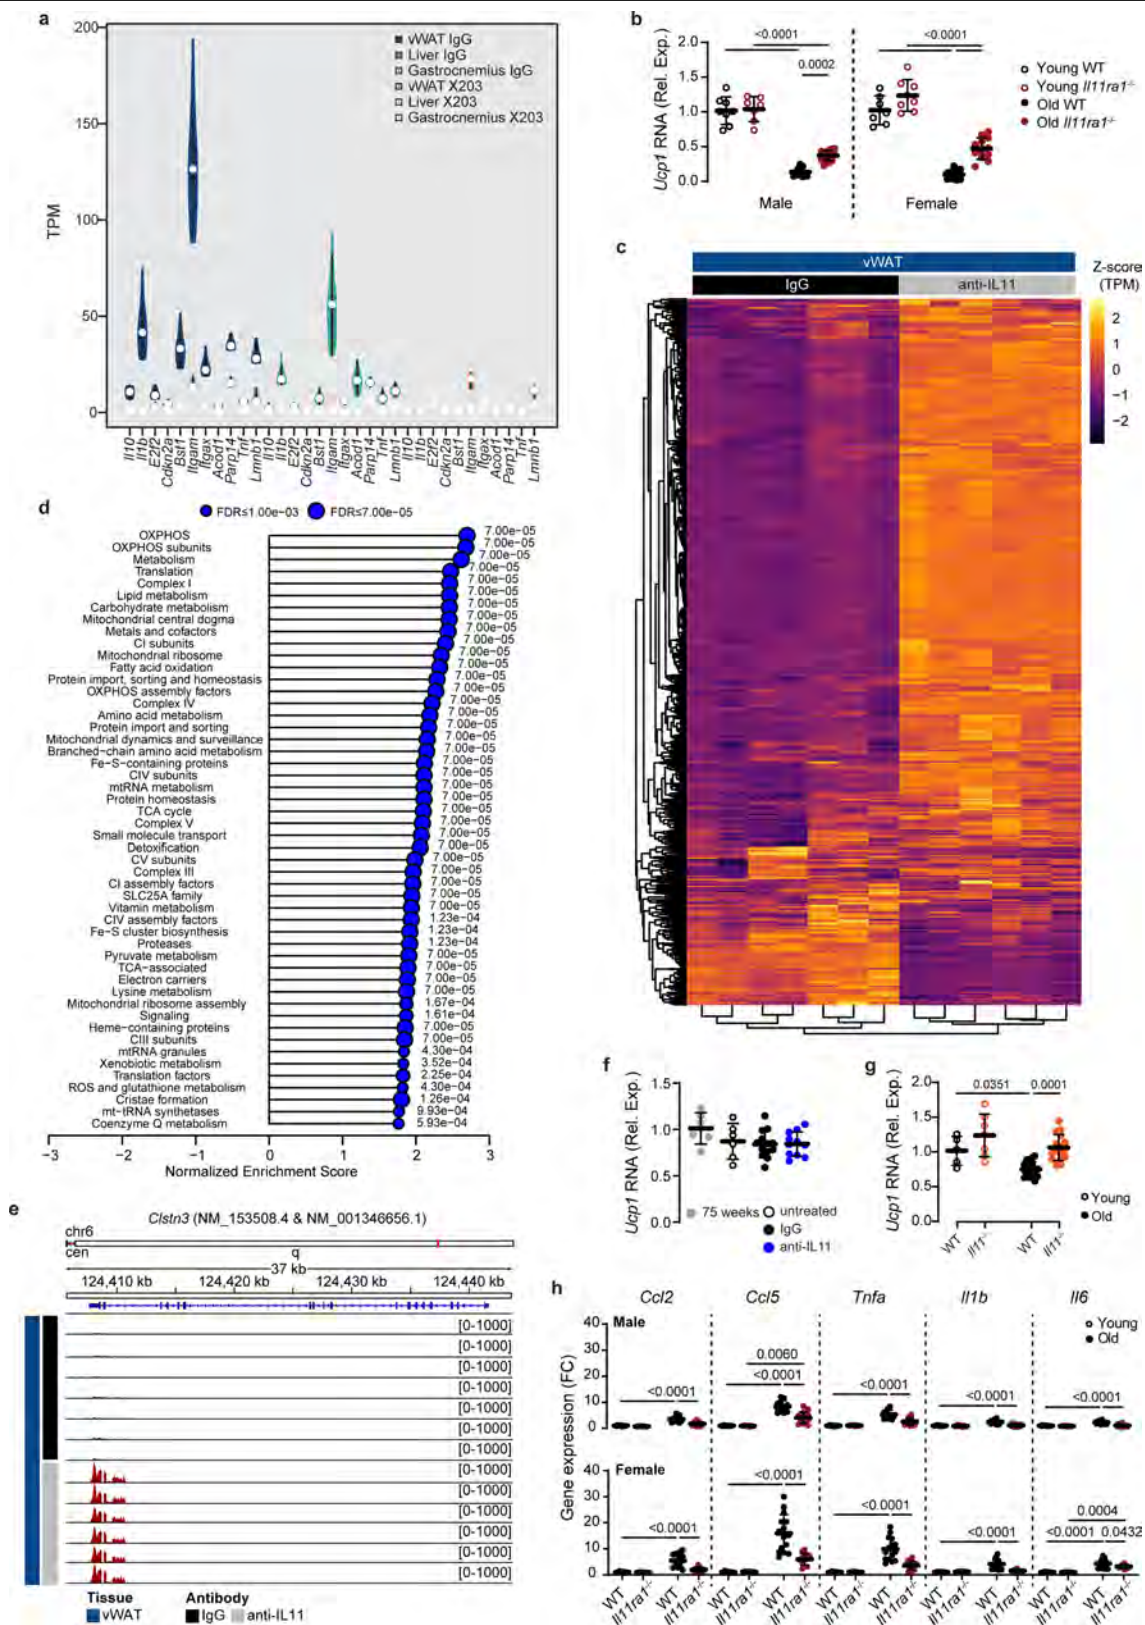 a
200
150
100
50
0
TPM
vWAT IgG
Liver IgG
Gastrocnemius IgG
vWAT X203
Liver X203
Gastrocnemius X203
Il10 Il1b E2f2 Cdkn2a Bst1 Itgam Itgax Acod1 Parp14 Tnf Lmnb1 Il10 Il1b E2f2 Cdkn2a Bst1 Itgam Itgax Acod1 Parp14 Tnf Lmnb1 Il10 Il1b E2f2 Cdkn2a Bst1 Itgam Itgax Acod1 Parp14 Tnf Lmnb1
b
Ucp1 RNA (Rel. Exp.)
2.0
1.5
1.0
0.5
0.0
<0.0001
0.0002
<0.0001
Male
Female
Young WT
Young Il11ra1-/-
Old WT
Old Il11ra1-/-
c
vWAT
IgG anti-IL11
Z-score
(TPM)
2
1
0
−1
−2
d
FDR≤1.00e−03 FDR≤7.00e−05
OXPHOS 7.00e−05
OXPHOS subunits 7.00e−05
Metabolism 7.00e−05
Translation 7.00e−05
Complex I 7.00e−05
Lipid metabolism 7.00e−05
Carbohydrate metabolism 7.00e−05
Mitochondrial central dogma 7.00e−05
Metals and cofactors 7.00e−05
CI subunits 7.00e−05
Mitochondrial ribosome 7.00e−05
Fatty acid oxidation 7.00e−05
Protein import, sorting and homeostasis 7.00e−05
OXPHOS assembly factors 7.00e−05
Complex IV 7.00e−05
Amino acid metabolism 7.00e−05
Protein import and sorting 7.00e−05
Mitochondrial dynamics and surveillance 7.00e−05
Branched−chain amino acid metabolism 7.00e−05
Fe−S−containing proteins 7.00e−05
CIV subunits 7.00e−05
mtRNA metabolism 7.00e−05
Protein homeostasis 7.00e−05
TCA cycle 7.00e−05
Complex V 7.00e−05
Small molecule transport 7.00e−05
Detoxification 7.00e−05
CV subunits 7.00e−05
Complex III 7.00e−05
CI assembly factors 7.00e−05
SLC25A family 7.00e−05
Vitamin metabolism 7.00e−05
CIV assembly factors 1.23e−04
Fe−S cluster biosynthesis 1.23e−04
Proteases 1.23e−04
Pyruvate metabolism 7.00e−05
TCA−associated 7.00e−05
Electron carriers 7.00e−05
Lysine metabolism 7.00e−05
Mitochondrial ribosome assembly 1.67e−04
Signaling 1.61e−04
Heme−containing proteins 7.00e−05
CIII subunits 7.00e−05
mtRNA granules 4.30e−04
Xenobiotic metabolism 3.52e−04
Translation factors 2.25e−04
ROS and glutathione metabolism 4.30e−04
Cristae formation 1.26e−04
mt−tRNA synthetases 9.93e−04
Coenzyme Q metabolism 5.93e−04
−3 −2 −1 0 1 2 3
Normalized Enrichment Score
e
Clstn3 (NM_153508.4 & NM_001346656.1)
chr6
cen q
37 kb
124,410 kb 124,420 kb 124,430 kb 124,440 kb
[0-1000]
[0-1000]
[0-1000]
[0-1000]
[0-1000]
[0-1000]
[0-1000]
[0-1000]
[0-1000]
[0-1000]
[0-1000]
[0-1000]
[0-1000]
Tissue Antibody
vWAT IgG anti-IL11
f
Ucp1 RNA (Rel. Exp.)
1.5
1.0
0.5
0.0
75 weeks
untreated
IgG
anti-IL11
g
Ucp1 RNA (Rel. Exp.)
2.0
1.5
1.0
0.5
0.0
0.0351 0.0001
Young
Old
WT Il11-/- WT Il11-/-
h
Ccl2 Ccl5 Tnfa Il1b Il6
Gene expression (FC)
40
30
20
10
0
Male
Young
Old
0.0060
<0.0001
<0.0001
<0.0001
<0.0001
<0.0001
40
30
20
10
0
Female
<0.0001
<0.0001
<0.0001
<0.0001
0.0004
<0.0001 0.0432
WT Il11ra1-/- WT Il11ra1-/- WT Il11ra1-/- WT Il11ra1-/- WT Il11ra1-/- WT Il11ra1-/- WT Il11ra1-/- WT Il11ra1-/- WT Il11ra1-/- WT Il11ra1-/-